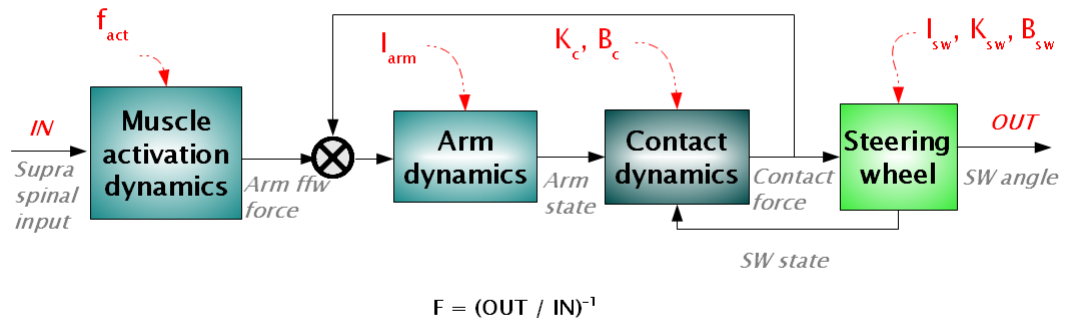 f_act
I_arm
K_c, B_c
I_sw, K_sw, B_sw
IN
Supra
spinal
input
Muscle
activation
dynamics
Arm ffw
force
Arm
dynamics
Arm
state
Contact
dynamics
Contact
force
Steering
wheel
OUT
SW angle
SW state
F = (OUT / IN)⁻¹